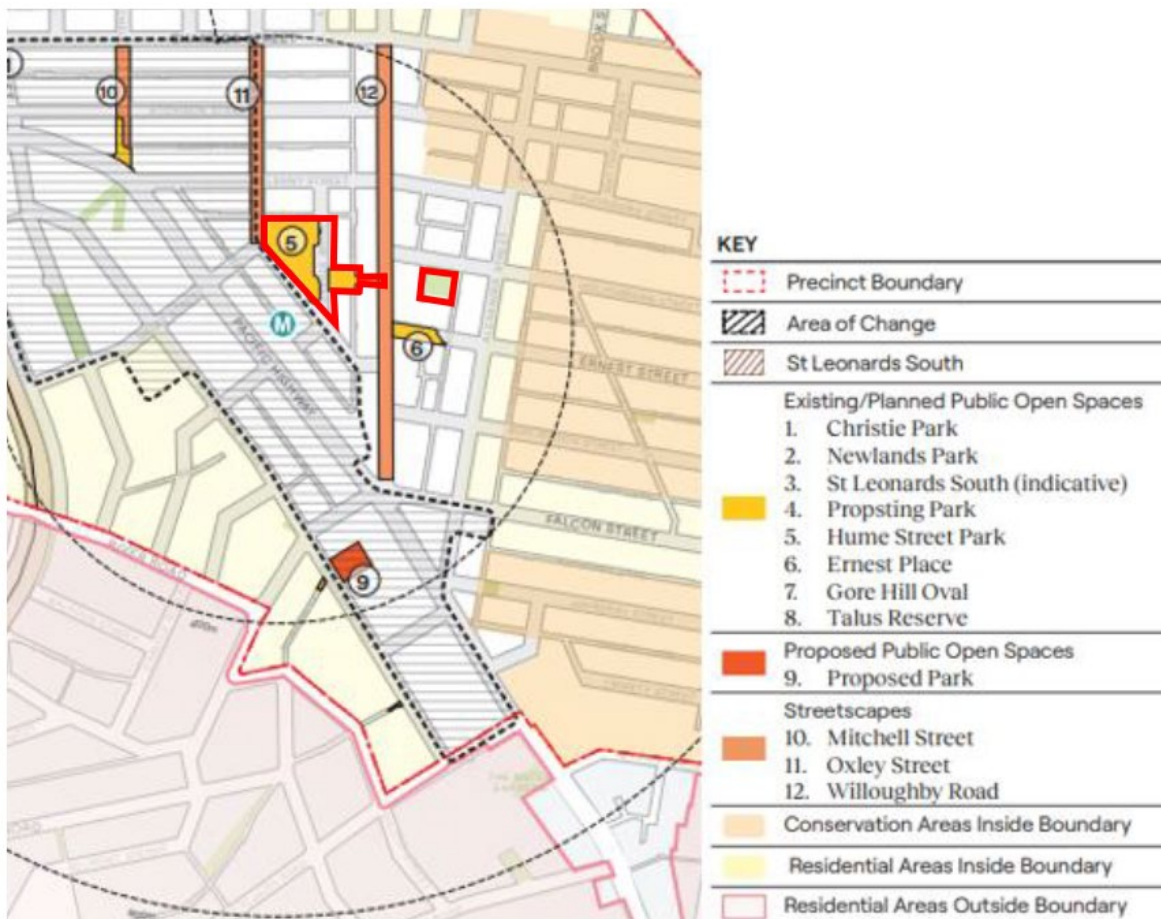 10
11
12
5
M
6
PACIFIC HIGHWAY
ERNEST STREET
FALCON STREET
RIVER ROAD
9
KEY
Precinct Boundary
Area of Change
St Leonards South
Existing/Planned Public Open Spaces
1. Christie Park
2. Newlands Park
3. St Leonards South (indicative)
4. Propsting Park
5. Hume Street Park
6. Ernest Place
7. Gore Hill Oval
8. Talus Reserve
Proposed Public Open Spaces
9. Proposed Park
Streetscapes
10. Mitchell Street
11. Oxley Street
12. Willoughby Road
Conservation Areas Inside Boundary
Residential Areas Inside Boundary
Residential Areas Outside Boundary